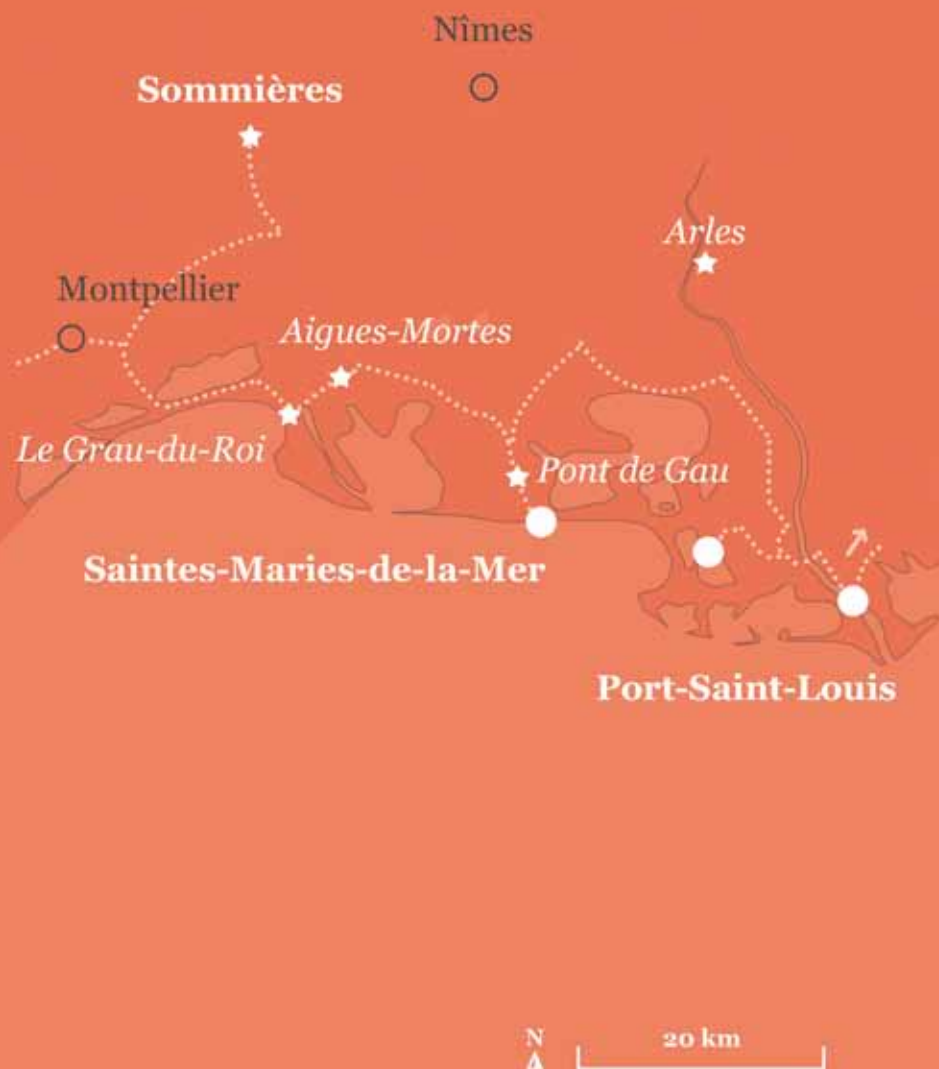 Nîmes
Sommières
Arles
Montpellier
Aigues-Mortes
Le Grau-du-Roi
Pont de Gau
Saintes-Maries-de-la-Mer
Port-Saint-Louis
N
20 km